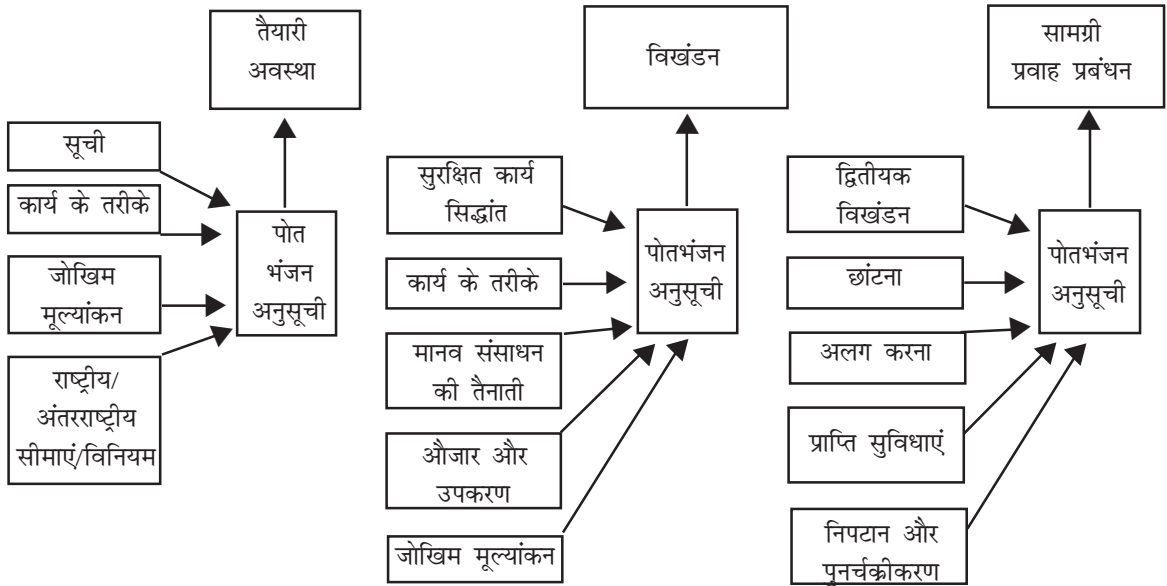 तैयारी
अवस्था
सूची
कार्य के तरीके
जोखिम
मूल्यांकन
राष्ट्रीय/
अंतरराष्ट्रीय
सीमाएं/विनियम
पोत
भंजन
अनुसूची
विखंडन
सुरक्षित कार्य
सिद्धांत
कार्य के तरीके
मानव संसाधन
की तैनाती
औजार और
उपकरण
जोखिम मूल्यांकन
पोतभंजन
अनुसूची
सामग्री
प्रवाह प्रबंधन
द्वितीयक
विखंडन
छांटना
अलग करना
प्राप्ति सुविधाएं
निपटान और
पुनर्चक्रीकरण
पोतभंजन
अनुसूची